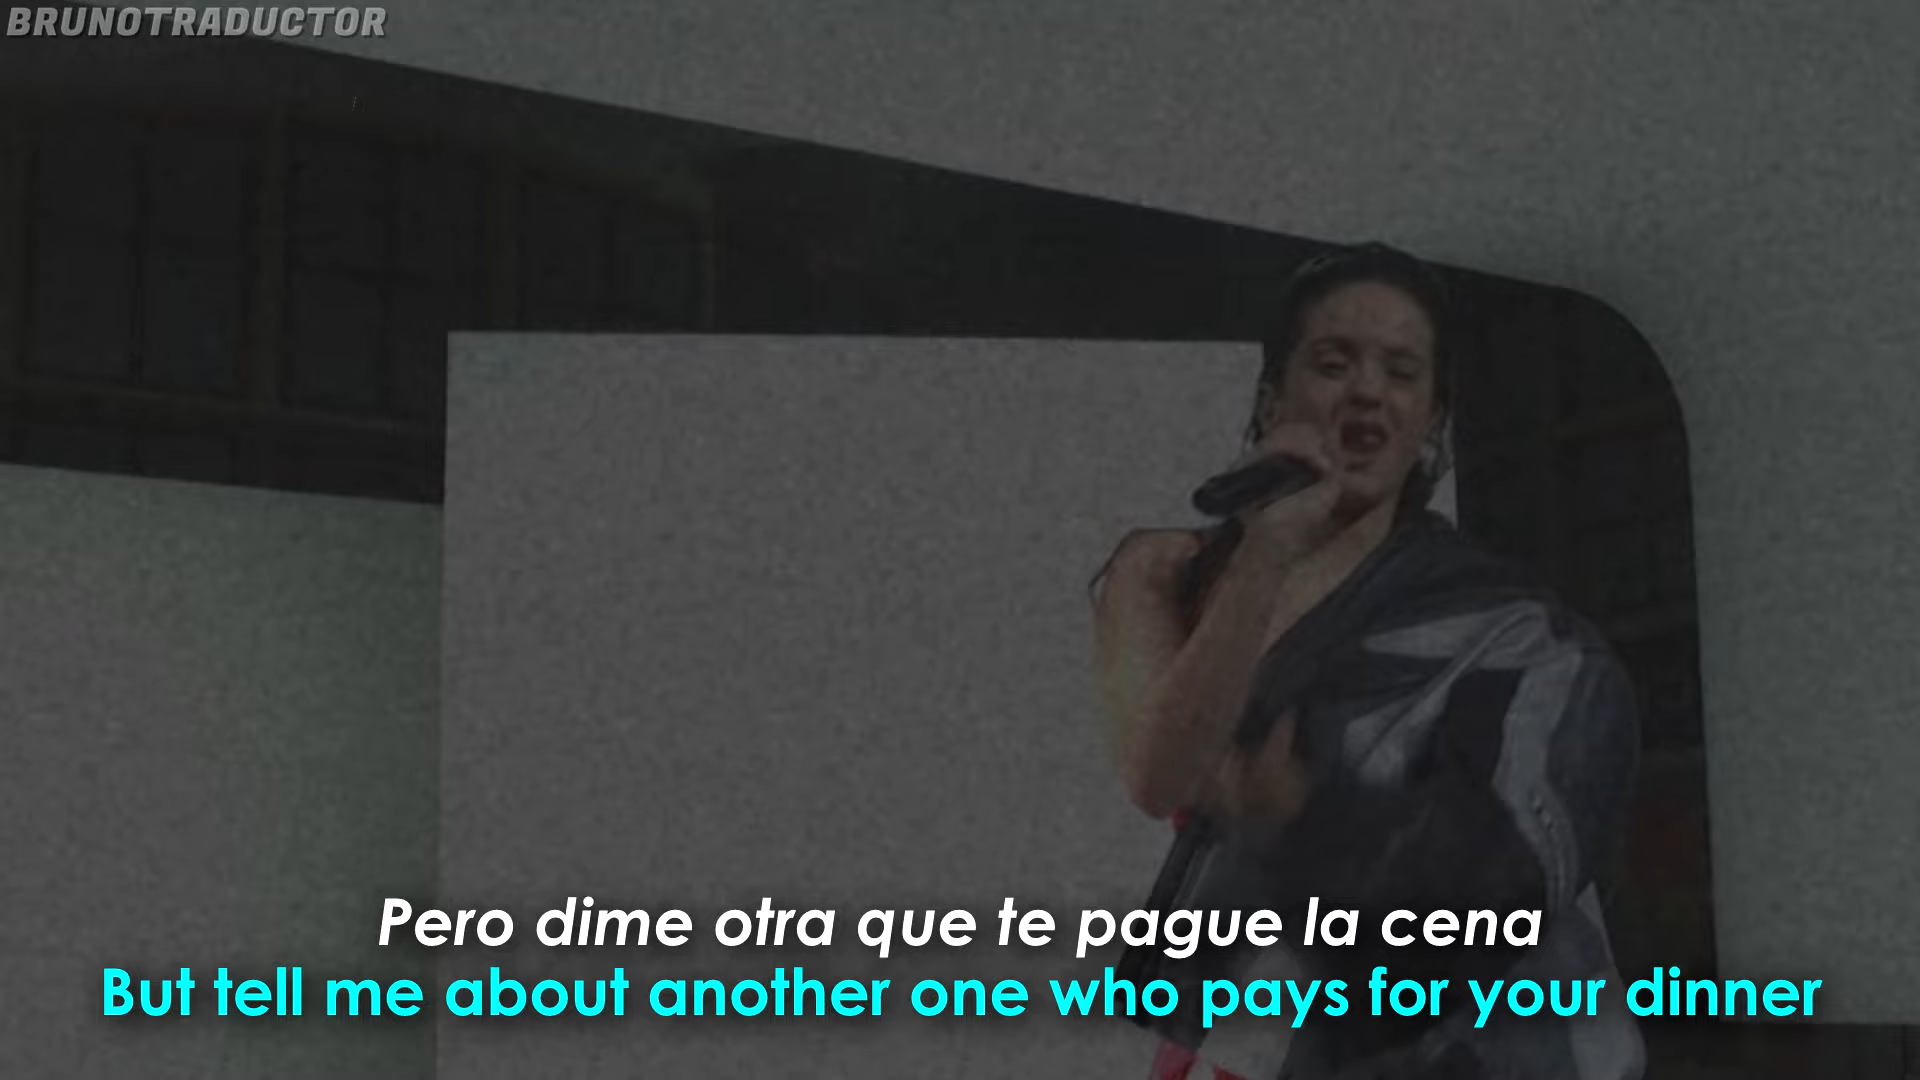 BRUNOTRADUCTOR
Pero dime otra que te pague la cena
But tell me about another one who pays for your dinner